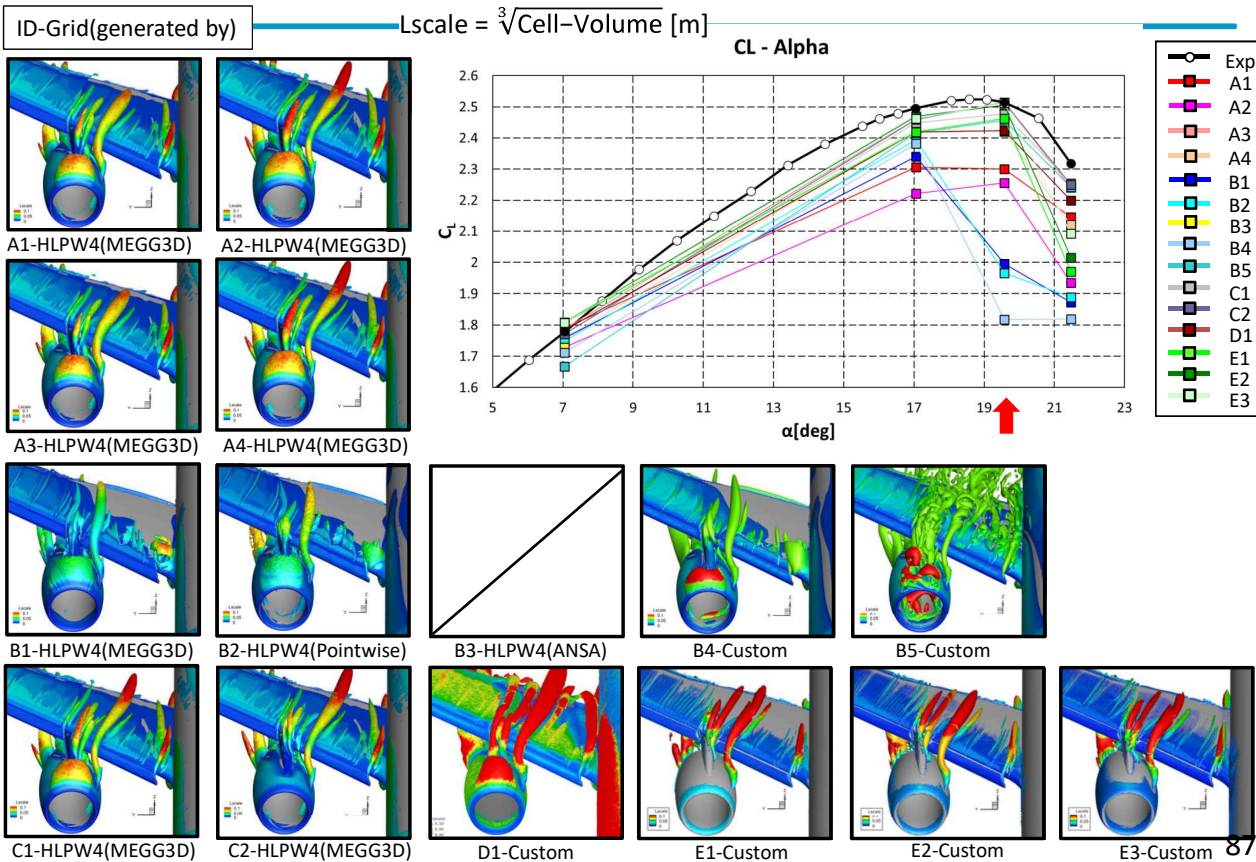 ID-Grid(generated by)
Lscale = ∛Cell−Volume [m]
CL - Alpha
2.6
2.5
2.4
2.3
2.2
2.1
2
1.9
1.8
1.7
1.6
CL
5 7 9 11 13 15 17 19 21 23
α[deg]
Exp
A1
A2
A3
A4
B1
B2
B3
B4
B5
C1
C2
D1
E1
E2
E3
A1-HLPW4(MEGG3D) A2-HLPW4(MEGG3D)
A3-HLPW4(MEGG3D) A4-HLPW4(MEGG3D)
B1-HLPW4(MEGG3D) B2-HLPW4(Pointwise) B3-HLPW4(ANSA) B4-Custom B5-Custom
C1-HLPW4(MEGG3D) C2-HLPW4(MEGG3D) D1-Custom E1-Custom E2-Custom E3-Custom
87